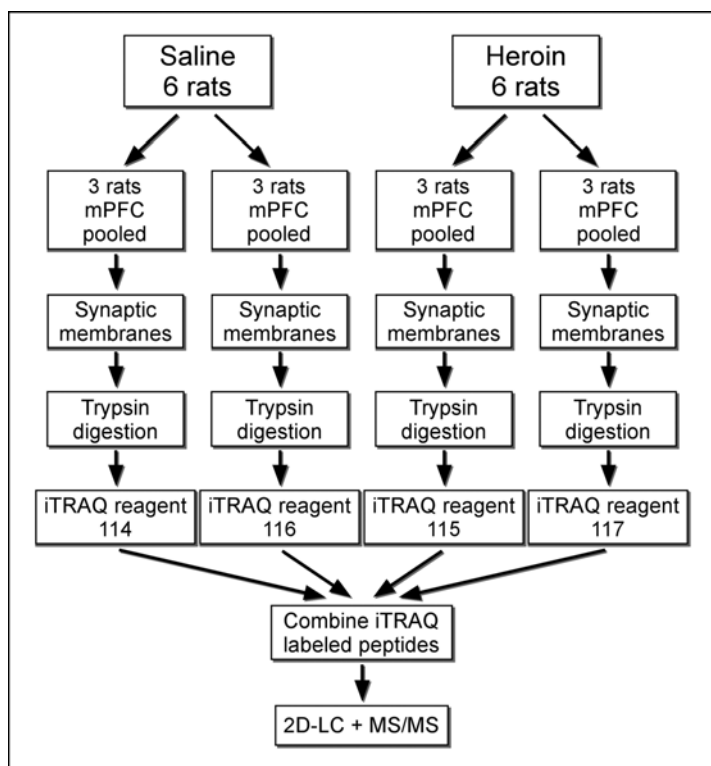 Saline
6 rats
Heroin
6 rats
3 rats
mPFC
pooled
3 rats
mPFC
pooled
3 rats
mPFC
pooled
3 rats
mPFC
pooled
Synaptic
membranes
Synaptic
membranes
Synaptic
membranes
Synaptic
membranes
Trypsin
digestion
Trypsin
digestion
Trypsin
digestion
Trypsin
digestion
iTRAQ reagent
114
iTRAQ reagent
116
iTRAQ reagent
115
iTRAQ reagent
117
Combine iTRAQ
labeled peptides
2D-LC + MS/MS